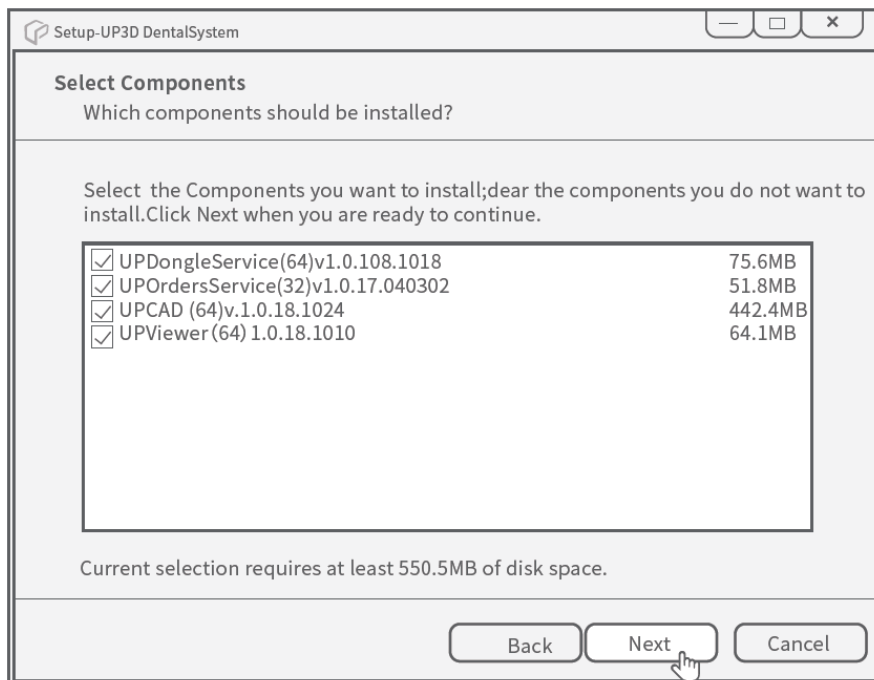 Setup-UP3D DentalSystem
Select Components
Which components should be installed?
Select the Components you want to install;dear the components you do not want to
install.Click Next when you are ready to continue.
UPDongleService(64)v1.0.108.1018 75.6MB
UPOrdersService(32)v1.0.17.040302 51.8MB
UPCAD (64)v.1.0.18.1024 442.4MB
UPViewer(64) 1.0.18.1010 64.1MB
Current selection requires at least 550.5MB of disk space.
Back Next Cancel